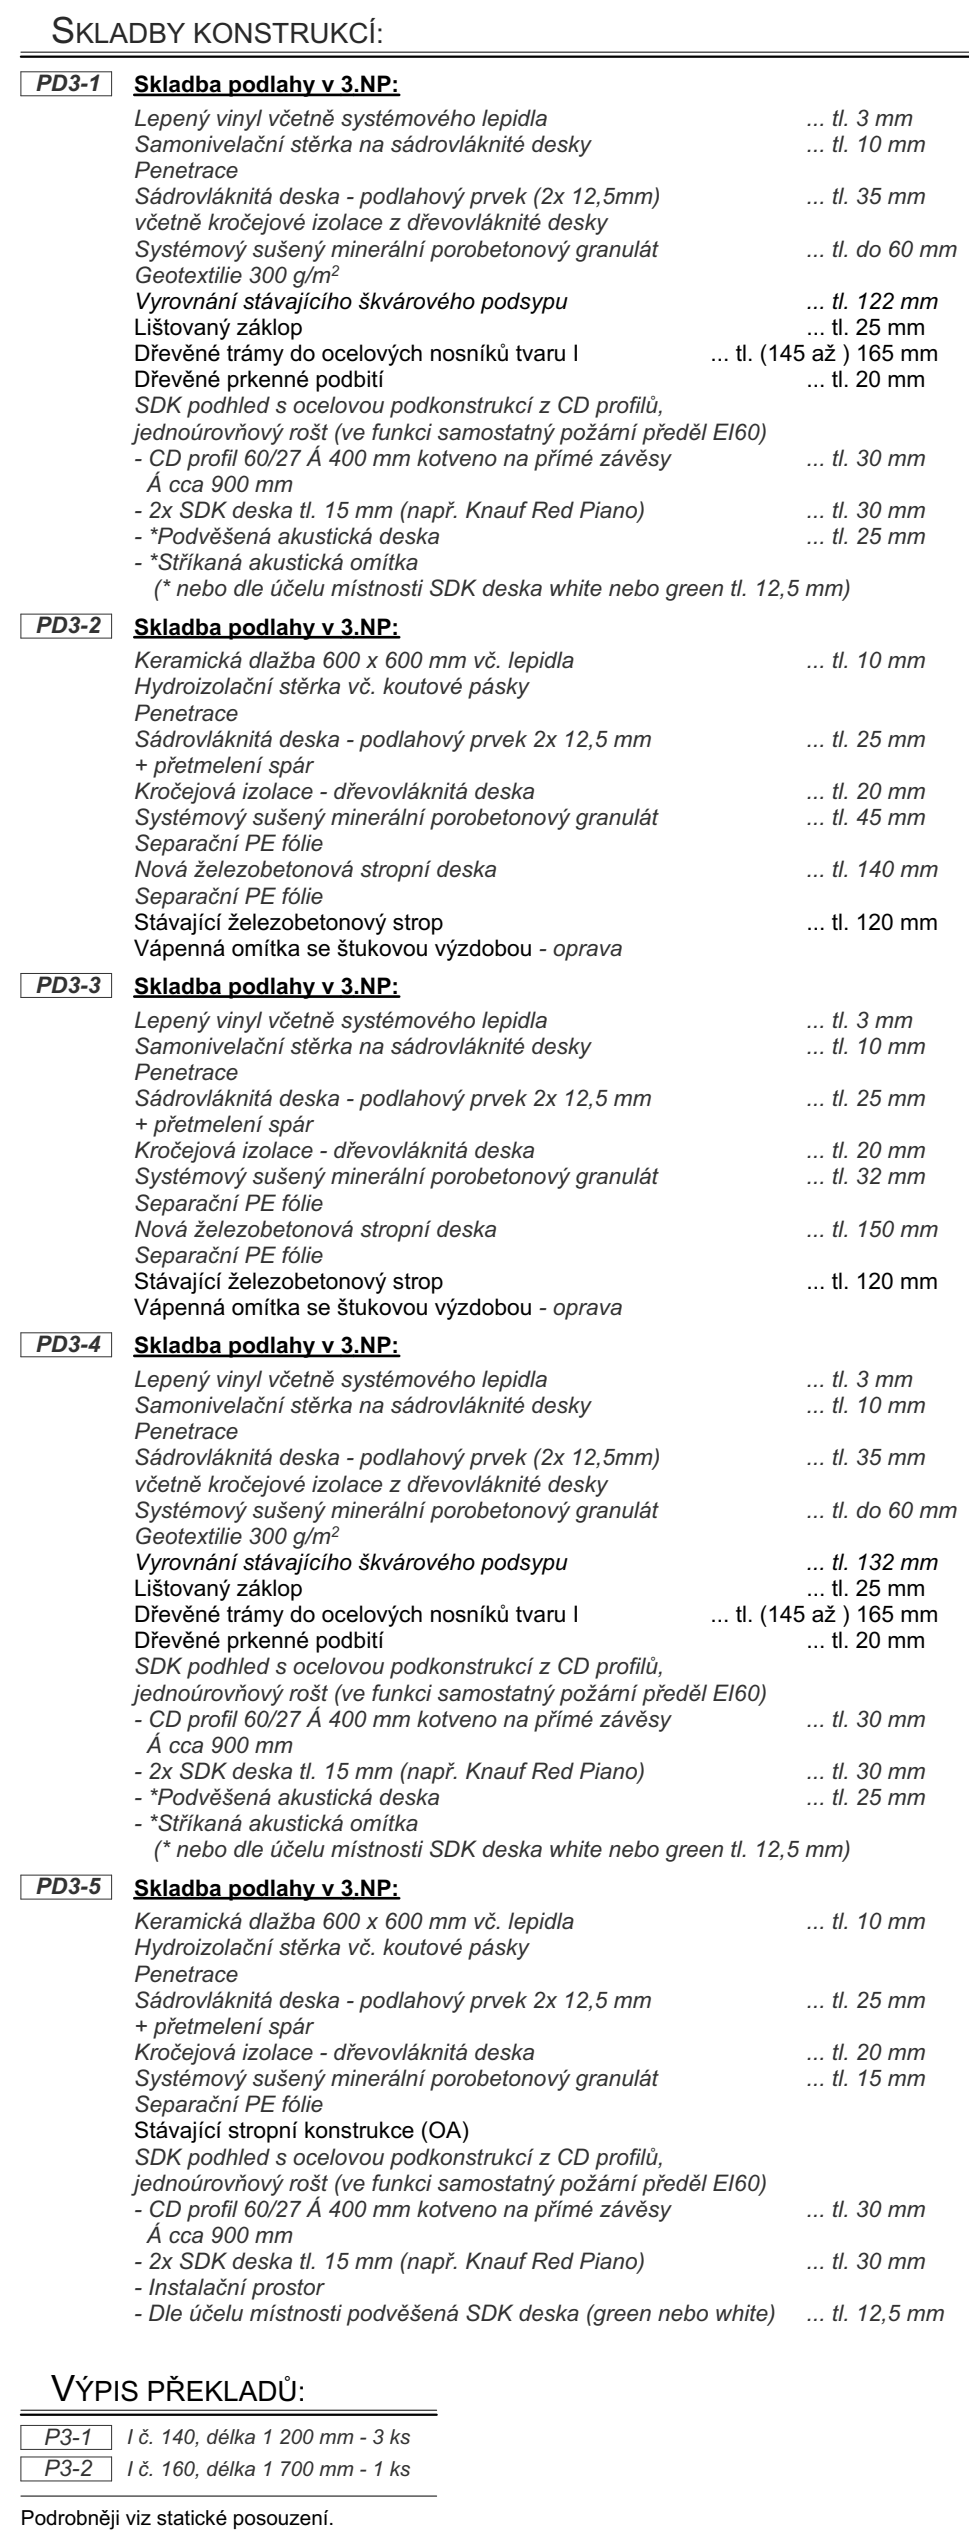 SKLADBY KONSTRUKCÍ:
PD3-1 Skladba podlahy v 3.NP:
Lepený vinyl včetně systémového lepidla ... tl. 3 mm
Samonivelační stěrka na sádrovláknité desky ... tl. 10 mm
Penetrace
Sádrovláknitá deska - podlahový prvek (2x 12,5mm) ... tl. 35 mm
včetně kročejové izolace z dřevovláknité desky
Systémový sušený minerální porobetonový granulát ... tl. do 60 mm
Geotextilie 300 g/m²
Vyrovnání stávajícího škvárového podsypu ... tl. 122 mm
Lištovaný záklop ... tl. 25 mm
Dřevěné trámy do ocelových nosníků tvaru I ... tl. (145 až ) 165 mm
Dřevěné prkenné podbití ... tl. 20 mm
SDK podhled s ocelovou podkonstrukcí z CD profilů,
jednoúrovňový rošt (ve funkci samostatný požární předěl EI60)
- CD profil 60/27 Á 400 mm kotveno na přímé závěsy ... tl. 30 mm
Á cca 900 mm
- 2x SDK deska tl. 15 mm (např. Knauf Red Piano) ... tl. 30 mm
- *Podvěšená akustická deska ... tl. 25 mm
- *Stříkaná akustická omítka
(* nebo dle účelu místnosti SDK deska white nebo green tl. 12,5 mm)
PD3-2 Skladba podlahy v 3.NP:
Keramická dlažba 600 x 600 mm vč. lepidla ... tl. 10 mm
Hydroizolační stěrka vč. koutové pásky
Penetrace
Sádrovláknitá deska - podlahový prvek 2x 12,5 mm ... tl. 25 mm
+ přetmelení spár
Kročejová izolace - dřevovláknitá deska ... tl. 20 mm
Systémový sušený minerální porobetonový granulát ... tl. 45 mm
Separační PE fólie
Nová železobetonová stropní deska ... tl. 140 mm
Separační PE fólie
Stávající železobetonový strop ... tl. 120 mm
Vápenná omítka se štukovou výzdobou - oprava
PD3-3 Skladba podlahy v 3.NP:
Lepený vinyl včetně systémového lepidla ... tl. 3 mm
Samonivelační stěrka na sádrovláknité desky ... tl. 10 mm
Penetrace
Sádrovláknitá deska - podlahový prvek 2x 12,5 mm ... tl. 25 mm
+ přetmelení spár
Kročejová izolace - dřevovláknitá deska ... tl. 20 mm
Systémový sušený minerální porobetonový granulát ... tl. 32 mm
Separační PE fólie
Nová železobetonová stropní deska ... tl. 150 mm
Separační PE fólie
Stávající železobetonový strop ... tl. 120 mm
Vápenná omítka se štukovou výzdobou - oprava
PD3-4 Skladba podlahy v 3.NP:
Lepený vinyl včetně systémového lepidla ... tl. 3 mm
Samonivelační stěrka na sádrovláknité desky ... tl. 10 mm
Penetrace
Sádrovláknitá deska - podlahový prvek (2x 12,5mm) ... tl. 35 mm
včetně kročejové izolace z dřevovláknité desky
Systémový sušený minerální porobetonový granulát ... tl. do 60 mm
Geotextilie 300 g/m²
Vyrovnání stávajícího škvárového podsypu ... tl. 132 mm
Lištovaný záklop ... tl. 25 mm
Dřevěné trámy do ocelových nosníků tvaru I ... tl. (145 až ) 165 mm
Dřevěné prkenné podbití ... tl. 20 mm
SDK podhled s ocelovou podkonstrukcí z CD profilů,
jednoúrovňový rošt (ve funkci samostatný požární předěl EI60)
- CD profil 60/27 Á 400 mm kotveno na přímé závěsy ... tl. 30 mm
Á cca 900 mm
- 2x SDK deska tl. 15 mm (např. Knauf Red Piano) ... tl. 30 mm
- *Podvěšená akustická deska ... tl. 25 mm
- *Stříkaná akustická omítka
(* nebo dle účelu místnosti SDK deska white nebo green tl. 12,5 mm)
PD3-5 Skladba podlahy v 3.NP:
Keramická dlažba 600 x 600 mm vč. lepidla ... tl. 10 mm
Hydroizolační stěrka vč. koutové pásky
Penetrace
Sádrovláknitá deska - podlahový prvek 2x 12,5 mm ... tl. 25 mm
+ přetmelení spár
Kročejová izolace - dřevovláknitá deska ... tl. 20 mm
Systémový sušený minerální porobetonový granulát ... tl. 15 mm
Separační PE fólie
Stávající stropní konstrukce (OA)
SDK podhled s ocelovou podkonstrukcí z CD profilů,
jednoúrovňový rošt (ve funkci samostatný požární předěl EI60)
- CD profil 60/27 Á 400 mm kotveno na přímé závěsy ... tl. 30 mm
Á cca 900 mm
- 2x SDK deska tl. 15 mm (např. Knauf Red Piano) ... tl. 30 mm
- Instalační prostor
- Dle účelu místnosti podvěšená SDK deska (green nebo white) ... tl. 12,5 mm
VÝPIS PŘEKLADŮ:
P3-1 I č. 140, délka 1 200 mm - 3 ks
P3-2 I č. 160, délka 1 700 mm - 1 ks
Podrobněji viz statické posouzení.